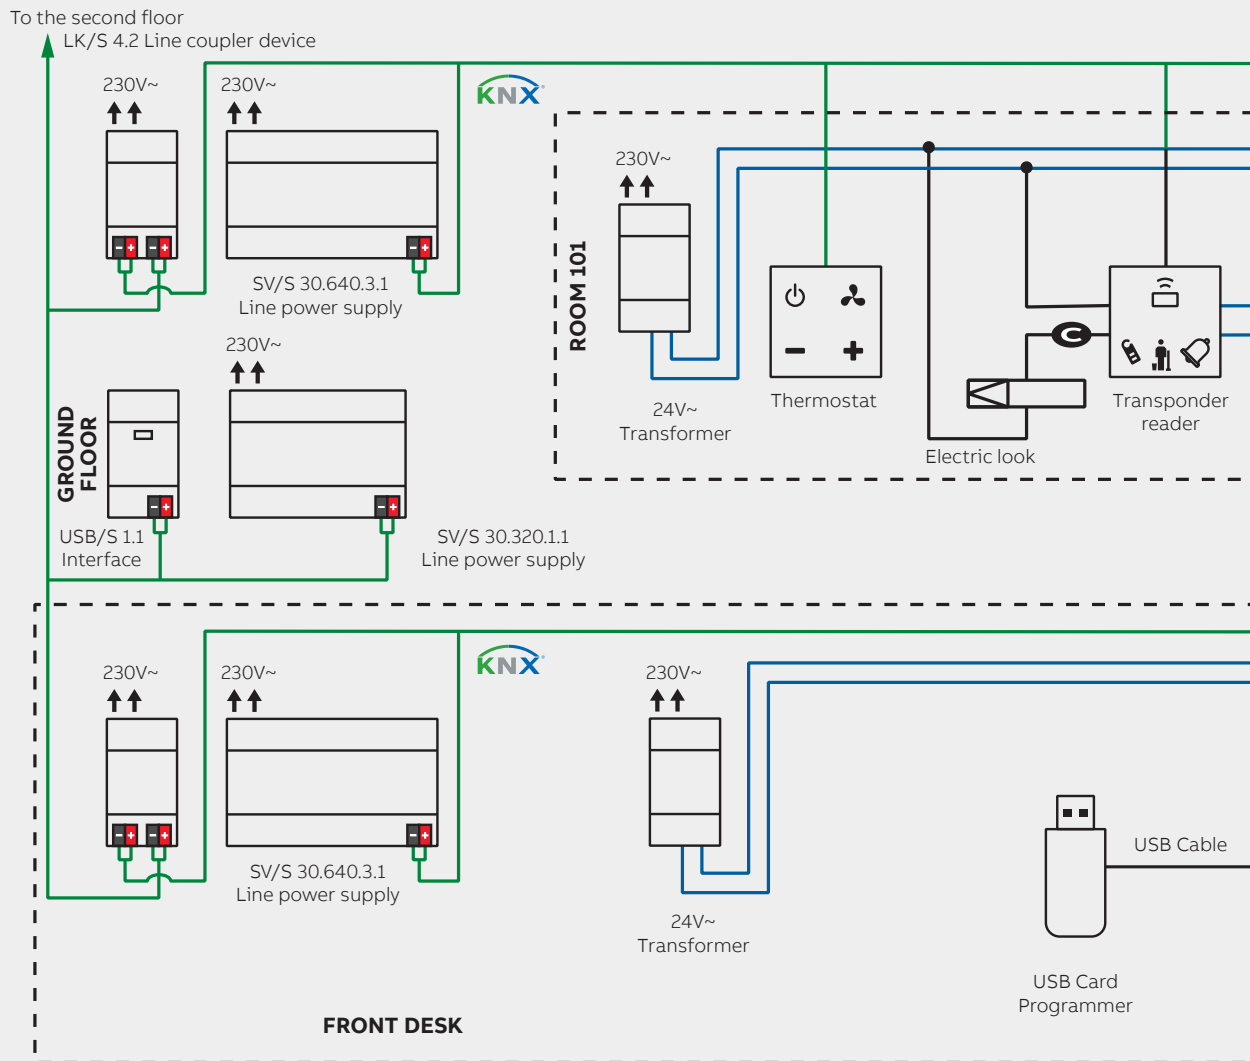 To the second floor
LK/S 4.2 Line coupler device
230V~
230V~
KNX
SV/S 30.640.3.1
Line power supply
230V~
GROUND
FLOOR
USB/S 1.1
Interface
SV/S 30.320.1.1
Line power supply
ROOM 101
230V~
24V~
Transformer
Thermostat
C
Electric look
Transponder
reader
230V~
230V~
KNX
SV/S 30.640.3.1
Line power supply
230V~
24V~
Transformer
USB Cable
USB Card
Programmer
FRONT DESK